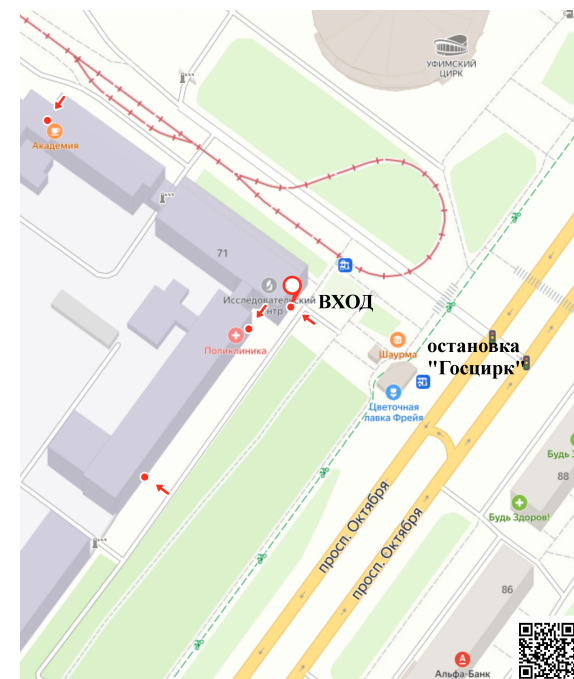 УФИМСКИЙ
ЦИРК
Академия
71
Исследовательский
центр
ВХОД
Поликлиника
Шаурма
остановка
"Госцирк"
Цветочная
лавка Фрейя
Будь З
88
Будь Здоров!
просп. Октября
просп. Октября
86
Альфа-Банк